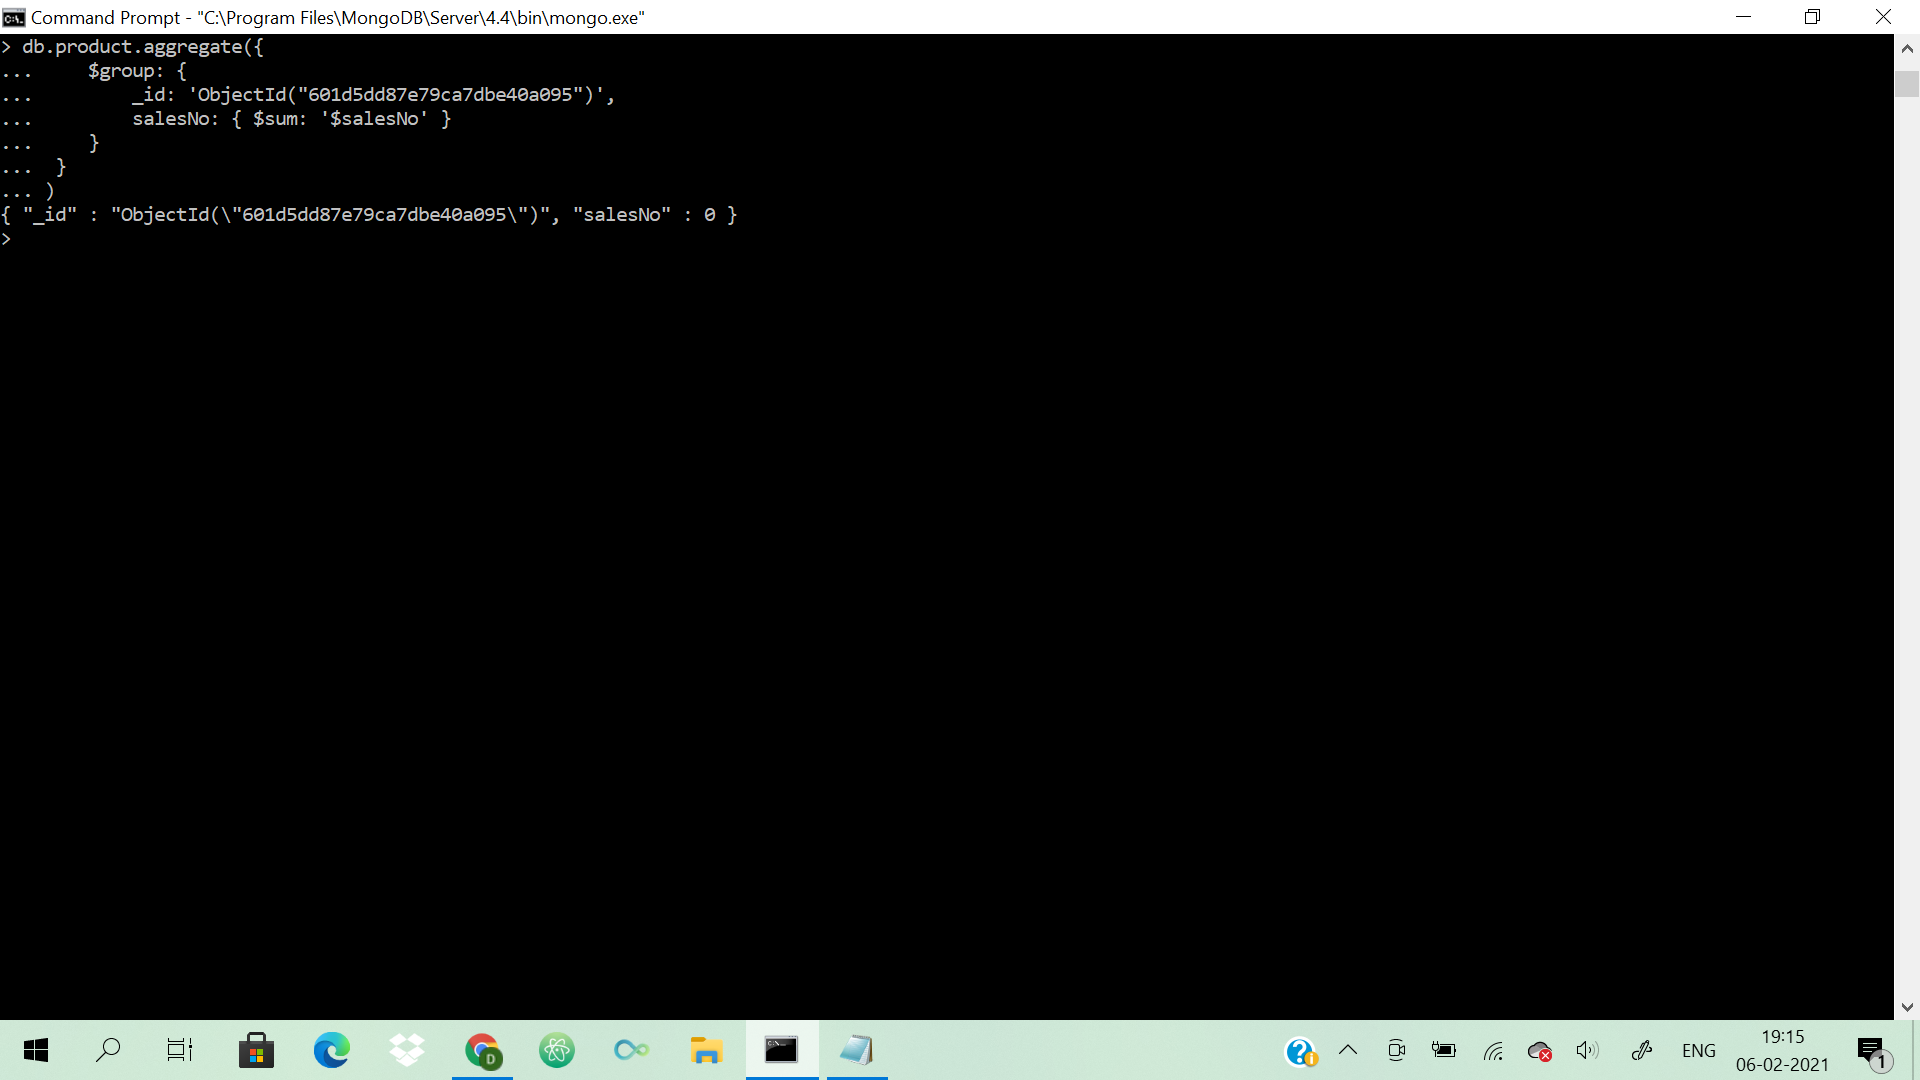 Command Prompt - "C:\Program Files\MongoDB\Server\4.4\bin\mongo.exe"
> db.product.aggregate({
...     $group: {
...         _id: 'ObjectId("601d5dd87e79ca7dbe40a095")',
...         salesNo: { $sum: '$salesNo' }
...     }
...  }
... )
{ "_id" : "ObjectId(\"601d5dd87e79ca7dbe40a095\")", "salesNo" : 0 }
>
D
ENG
19:15
06-02-2021
1